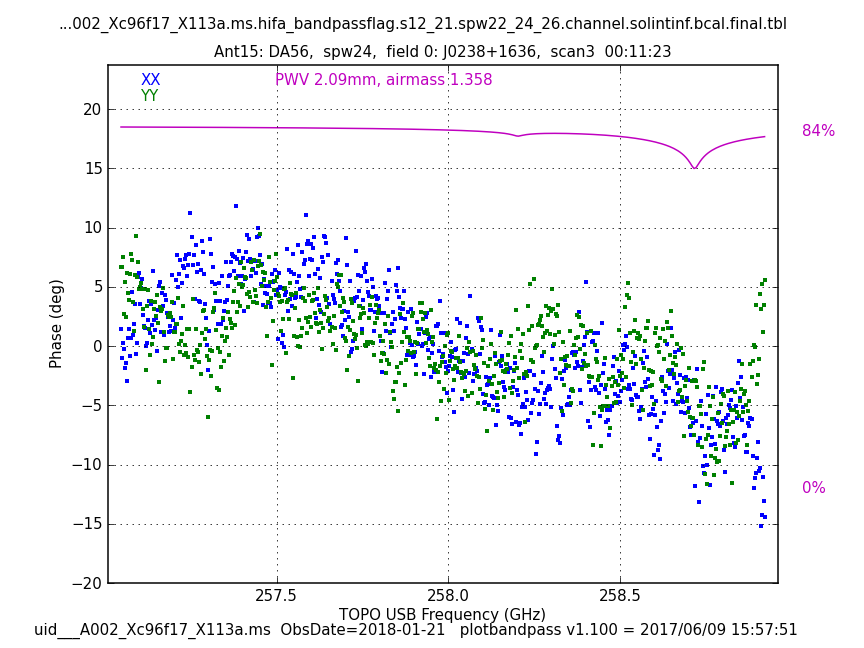 ...002_Xc96f17_X113a.ms.hifa_bandpassflag.s12_21.spw22_24_26.channel.solintinf.bcal.final.tbl
Ant15: DA56,  spw24,  field 0: J0238+1636,  scan3  00:11:23
XX
PWV 2.09mm, airmass 1.358
YY
20
84%
15
10
5
0
−5
−10
0%
−15
−20
Phase (deg)
257.5
258.0
258.5
TOPO USB Frequency (GHz)
uid___A002_Xc96f17_X113a.ms  ObsDate=2018-01-21   plotbandpass v1.100 = 2017/06/09 15:57:51